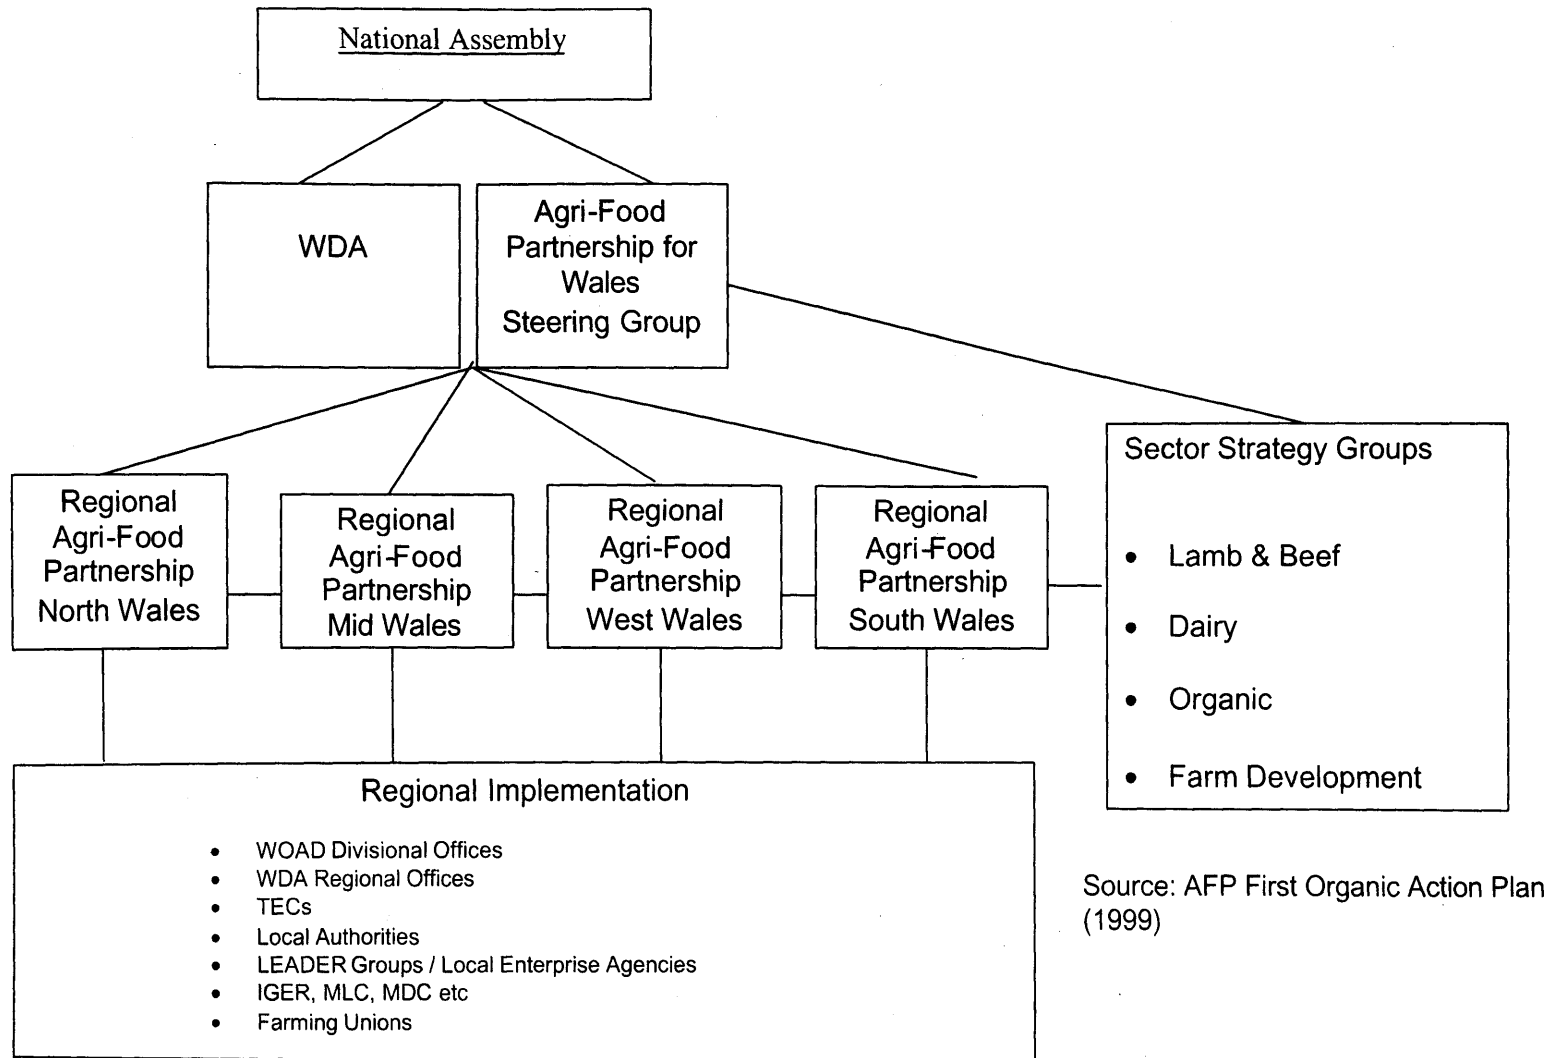 National Assembly
WDA
Agri-Food
Partnership for
Wales
Steering Group
Regional
Agri-Food
Partnership
North Wales
Regional
Agri-Food
Partnership
Mid Wales
Regional
Agri-Food
Partnership
West Wales
Regional
Agri-Food
Partnership
South Wales
Sector Strategy Groups
• Lamb & Beef
• Dairy
• Organic
• Farm Development
Regional Implementation
• WOAD Divisional Offices
• WDA Regional Offices
• TECs
• Local Authorities
• LEADER Groups / Local Enterprise Agencies
• IGER, MLC, MDC etc
• Farming Unions
Source: AFP First Organic Action Plan
(1999)